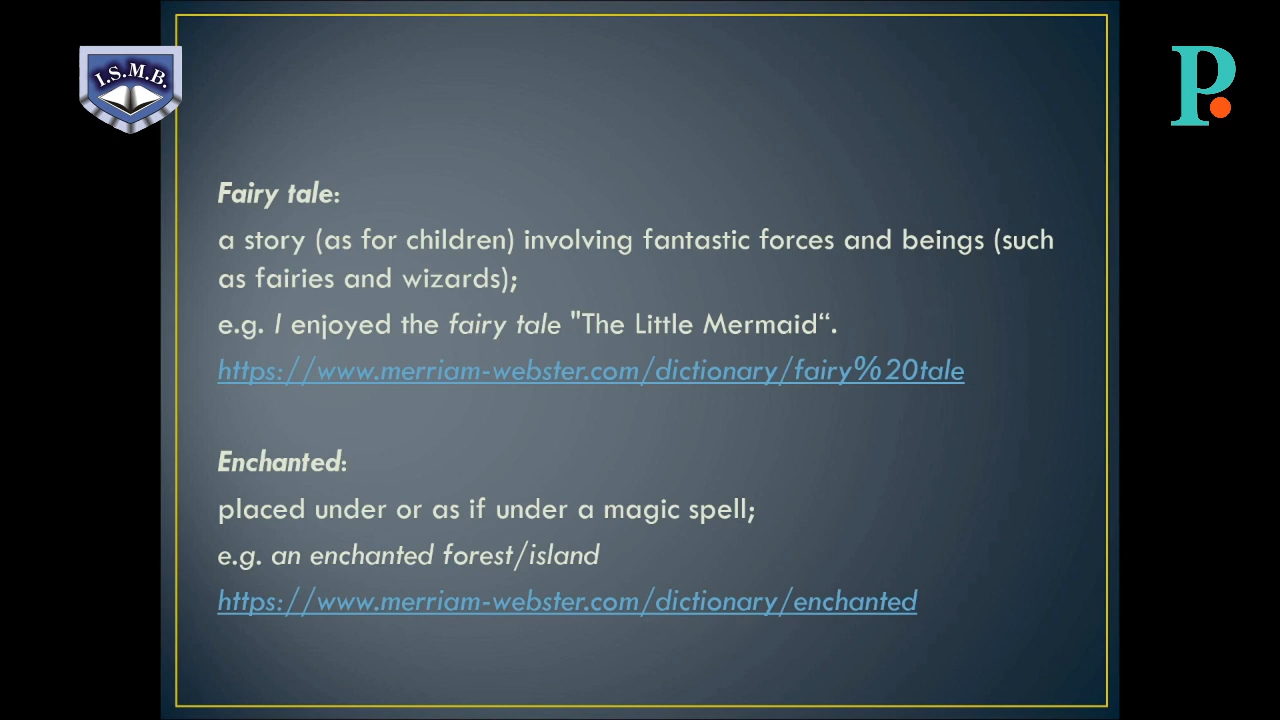 I.S.M.B.
P.
Fairy tale:
a story (as for children) involving fantastic forces and beings (such
as fairies and wizards);
e.g. I enjoyed the fairy tale "The Little Mermaid“.
https://www.merriam-webster.com/dictionary/fairy%20tale
Enchanted:
placed under or as if under a magic spell;
e.g. an enchanted forest/island
https://www.merriam-webster.com/dictionary/enchanted